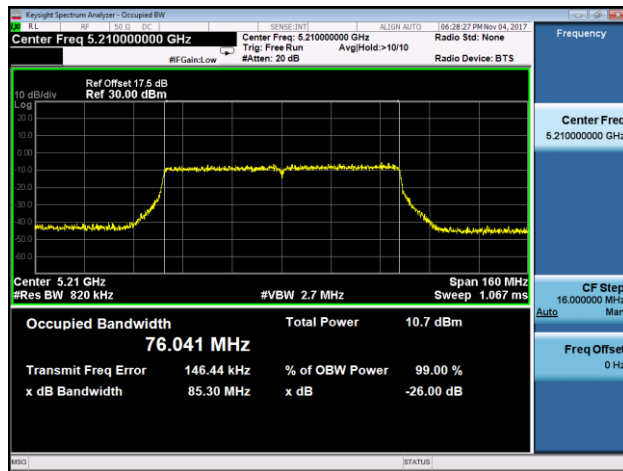 Keysight Spectrum Analyzer - Occupied BW
RL RF 50 Ω DC SENSE:INT ALIGN AUTO 06:28:27 PM Nov 04, 2017
Center Freq 5.210000000 GHz
Center Freq: 5.210000000 GHz
Radio Std: None
Trig: Free Run Avg|Hold:>10/10
#IFGain:Low #Atten: 20 dB Radio Device: BTS
Frequency
Ref Offset 17.5 dB
10 dB/div Ref 30.00 dBm
Log
20.0
10.0
0.00
-10.0
-20.0
-30.0
-40.0
-50.0
-60.0
Center 5.21 GHz Span 160 MHz
#Res BW 820 kHz #VBW 2.7 MHz Sweep 1.067 ms
Occupied Bandwidth Total Power 10.7 dBm
76.041 MHz
Transmit Freq Error 146.44 kHz % of OBW Power 99.00 %
x dB Bandwidth 85.30 MHz x dB -26.00 dB
Center Freq
5.210000000 GHz
CF Step
16.000000 MHz
Auto Man
Freq Offset
0 Hz
MSG STATUS